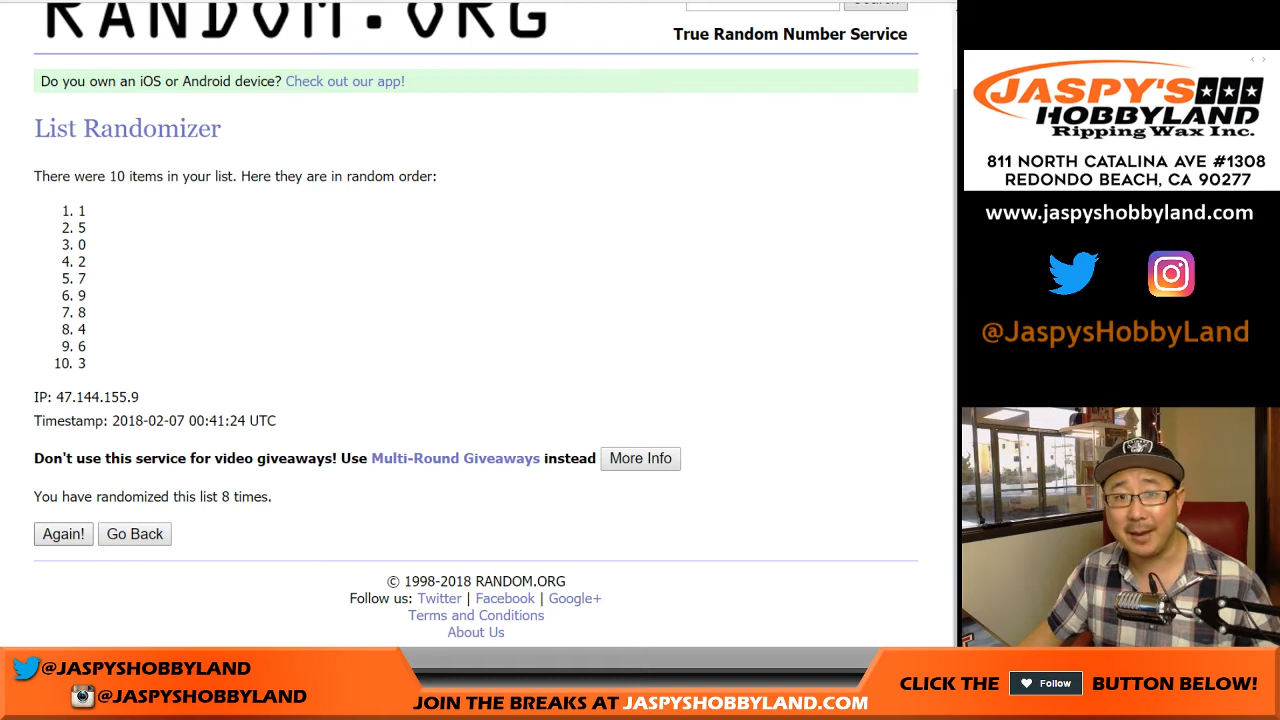 RANDOM.ORG
Search
True Random Number Service
Do you own an iOS or Android device? Check out our app!
List Randomizer
There were 10 items in your list. Here they are in random order:
1. 1
2. 5
3. 0
4. 2
5. 7
6. 9
7. 8
8. 4
9. 6
10. 3
IP: 47.144.155.9
Timestamp: 2018-02-07 00:41:24 UTC
Don't use this service for video giveaways! Use Multi-Round Giveaways instead More Info
You have randomized this list 8 times.
Again! Go Back
© 1998-2018 RANDOM.ORG
Follow us: Twitter | Facebook | Google+
Terms and Conditions
About Us
JASPY'S
HOBBYLAND
Ripping Wax Inc.
811 NORTH CATALINA AVE #1308
REDONDO BEACH, CA 90277
www.jaspyshobbyland.com
@JaspysHobbyLand
@JASPYSHOBBYLAND
@JASPYSHOBBYLAND
JOIN THE BREAKS AT JASPYSHOBBYLAND.COM
CLICK THE Follow BUTTON BELOW!